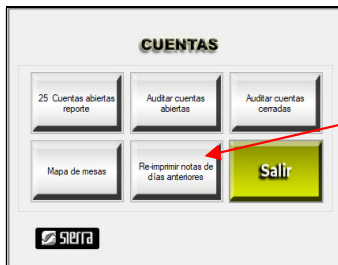 CUENTAS
25 Cuentas abiertas
reporte
Auditar cuentas
abiertas
Auditar cuentas
cerradas
Mapa de mesas
Re-imprimir notas de
días anteriores
Salir
sierra